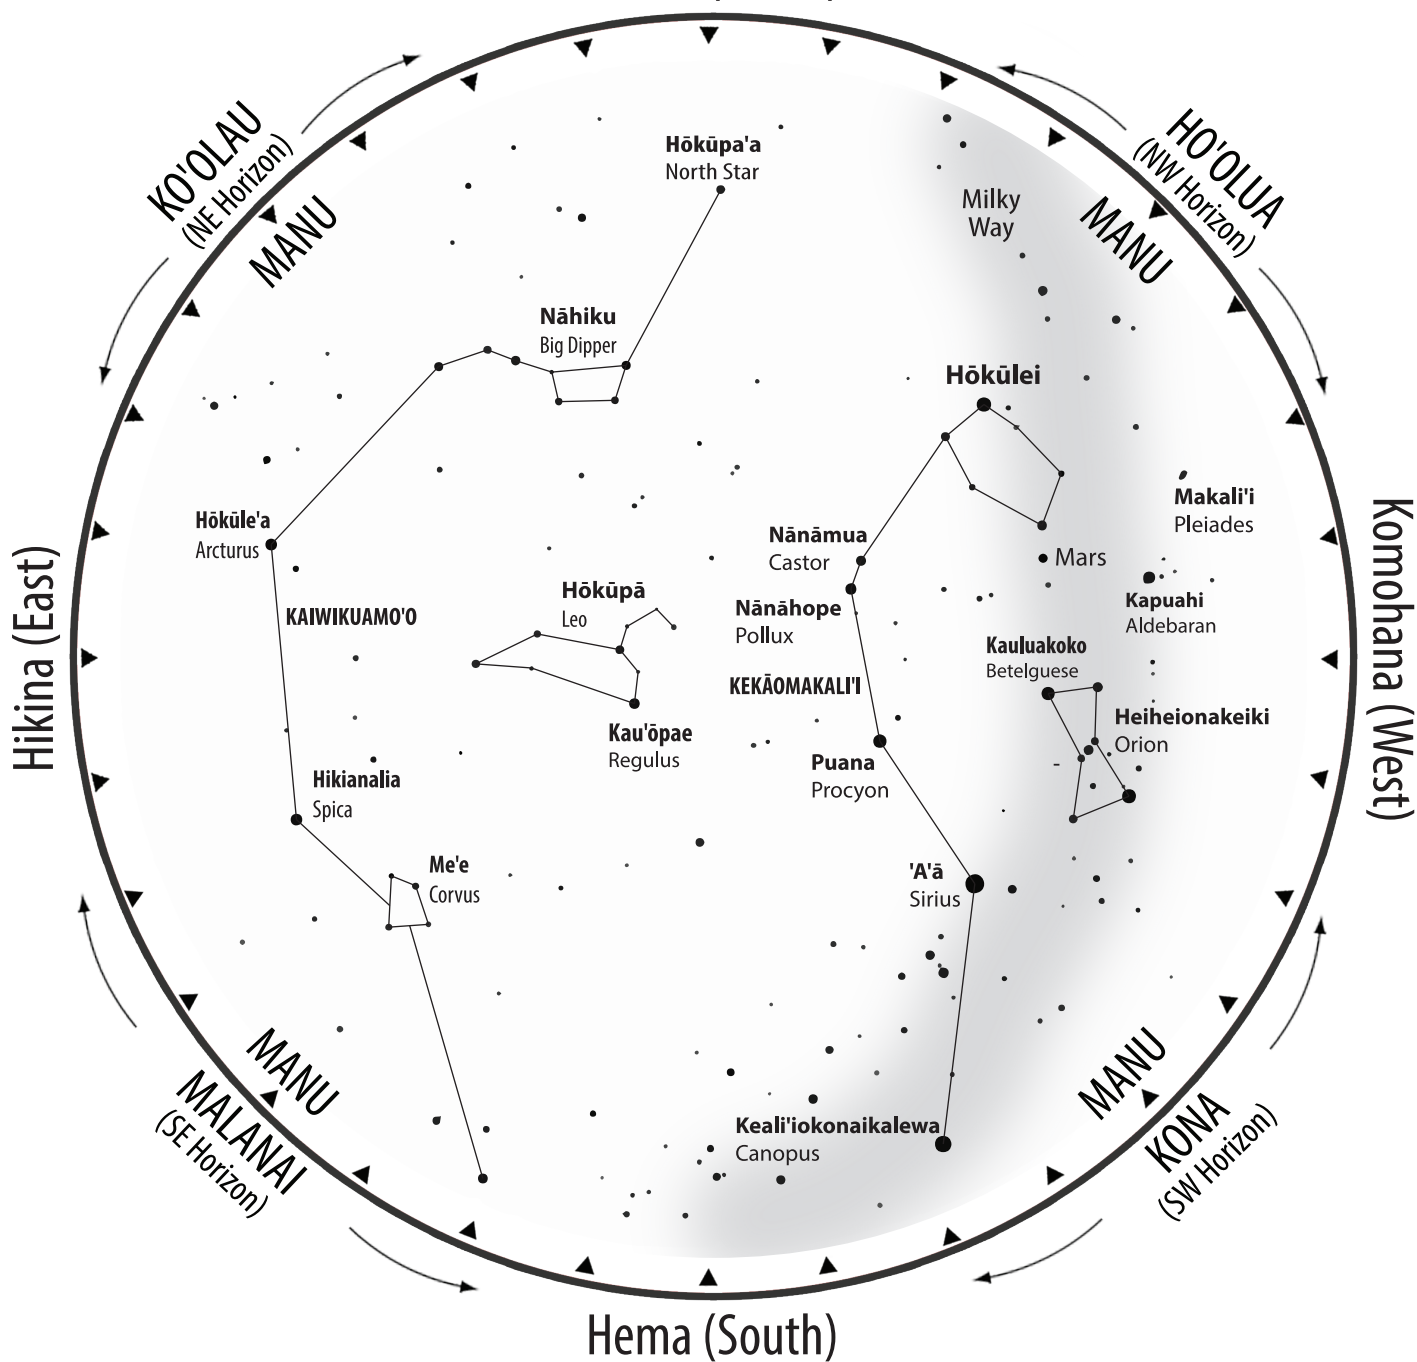 KO'OLAU
(NE Horizon)
MANU
HO'OLUA
(NW Horizon)
MANU
Hōkūpa'a
North Star
Milky
Way
Nāhiku
Big Dipper
Hōkūlei
Makali'i
Pleiades
Hōkūle'a
Arcturus
Nānāmua
Castor
Mars
Hōkūpā
Leo
Nānāhope
Pollux
Kapuahi
Aldebaran
KAIWIKUAMO'O
Kauluakoko
Betelguese
KEKĀOMAKALI'I
Hikina (East)
Komohana (West)
Kau'ōpae
Regulus
Heiheionakeiki
Orion
Puana
Procyon
Hikianalia
Spica
Me'e
Corvus
'A'ā
Sirius
Keali'iokonaikalewa
Canopus
MANU
MALANAI
(SE Horizon)
MANU
KONA
(SW Horizon)
Hema (South)